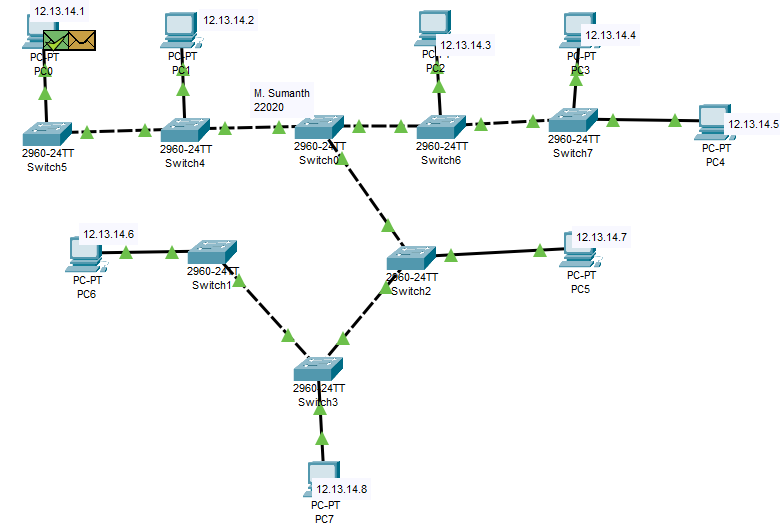 12.13.14.1
PC-PT
PC0
12.13.14.2
PC-PT
PC1
12.13.14.3
PC2
12.13.14.4
PC-PT
PC3
M. Sumanth
22020
12.13.14.5
PC-PT
PC4
2960-24TT
Switch5
2960-24TT
Switch4
2960-24TT
Switch0
2960-24TT
Switch6
2960-24TT
Switch7
12.13.14.6
PC-PT
PC6
2960-24TT
Switch1
2960-24TT
Switch2
12.13.14.7
PC-PT
PC5
2960-24TT
Switch3
12.13.14.8
PC-PT
PC7